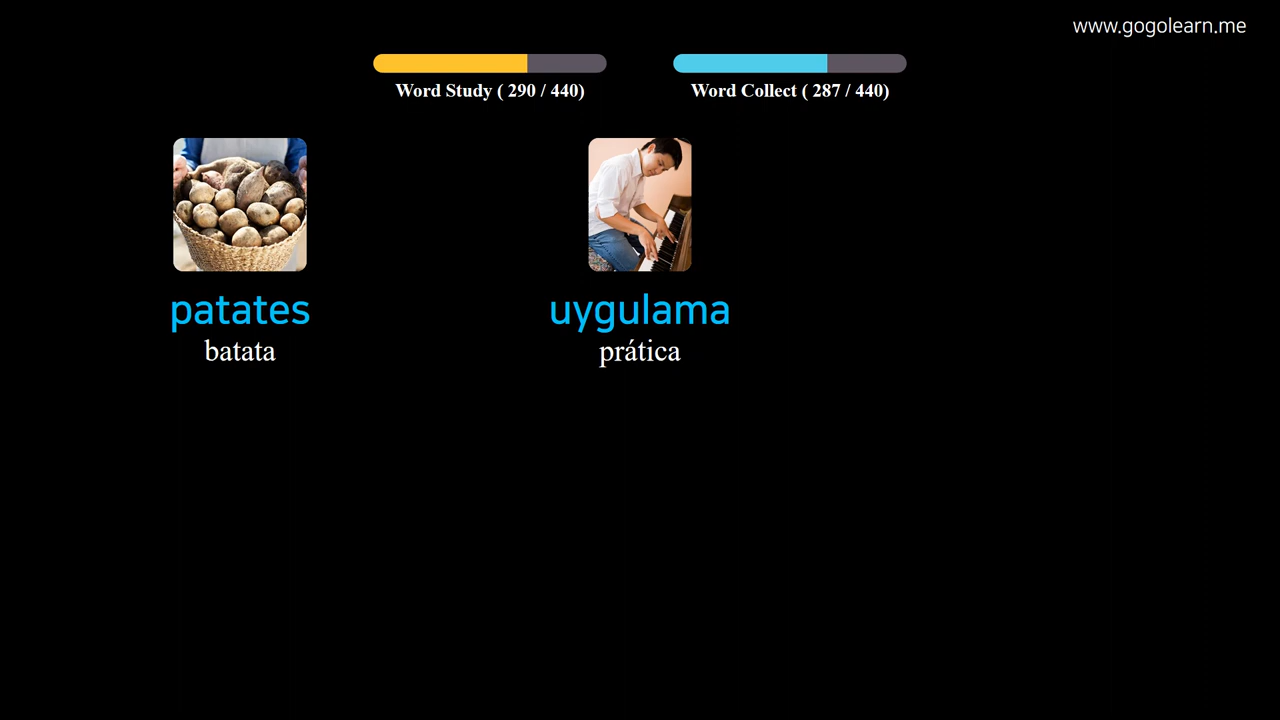 www.gogolearn.me
Word Study ( 290 / 440)
Word Collect ( 287 / 440)
patates
batata
uygulama
prática